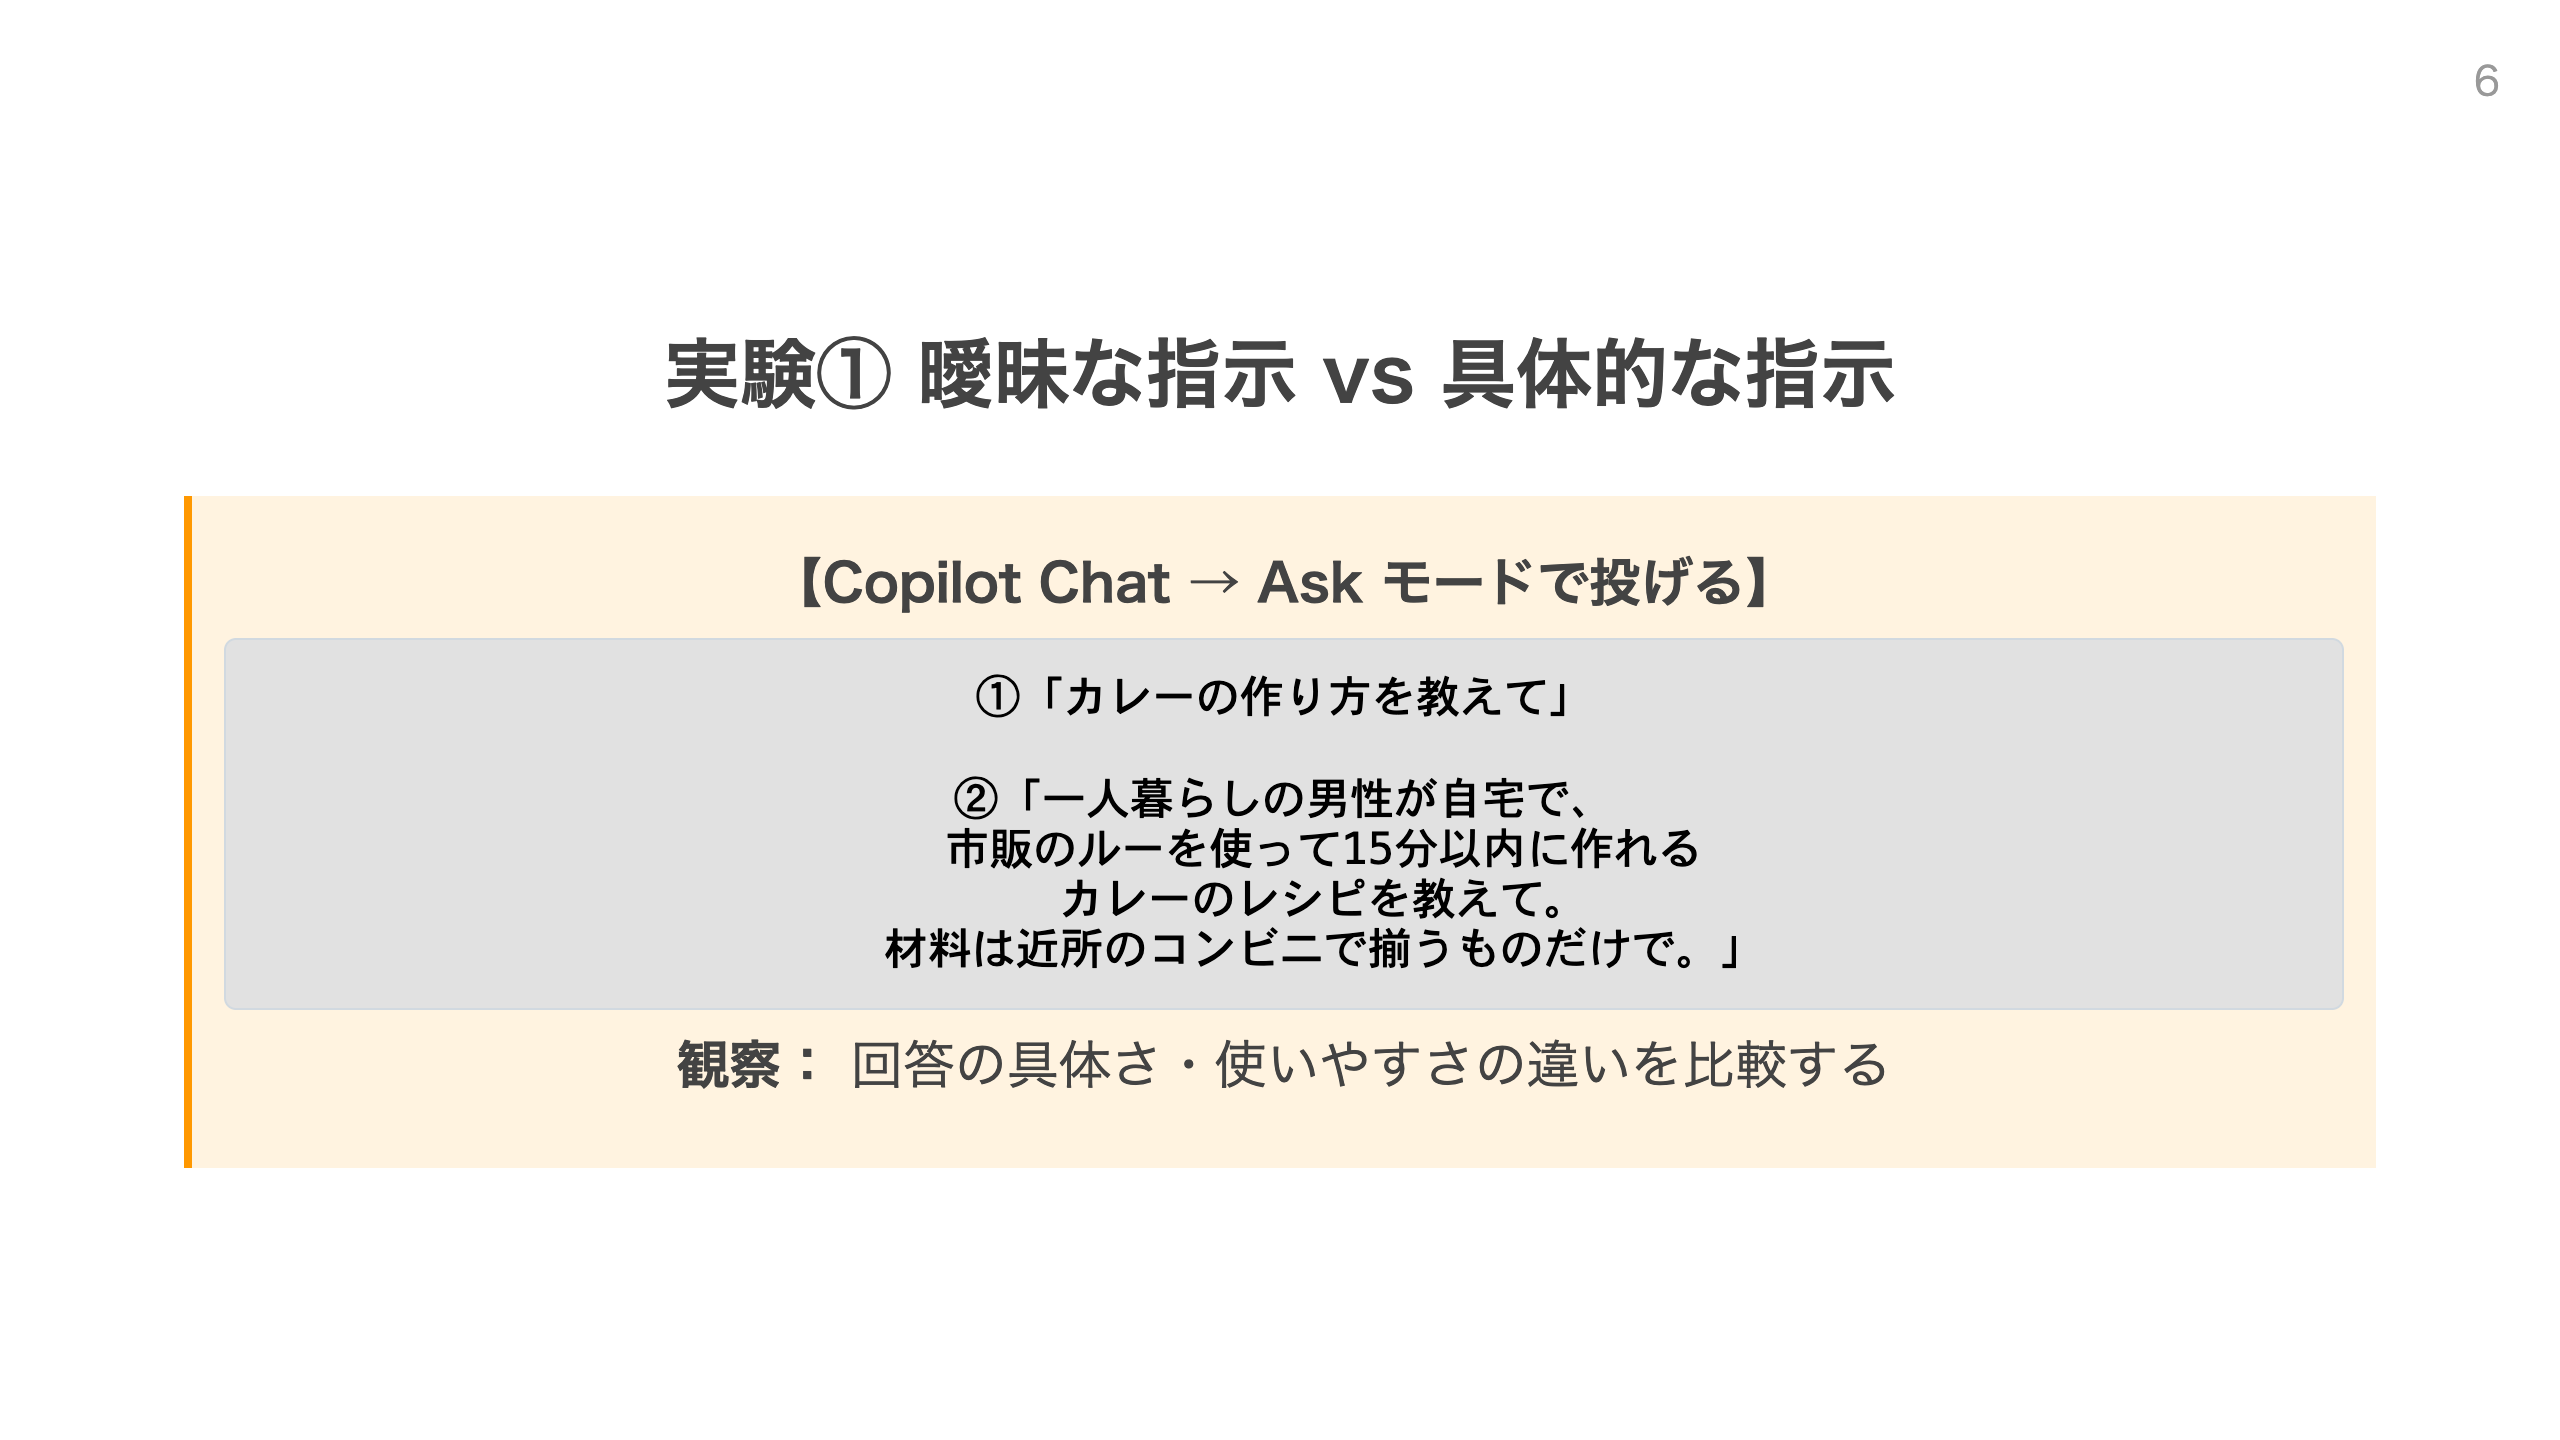 6
実験① 曖昧な指示 vs 具体的な指示
【Copilot Chat → Ask モードで投げる】
①「カレーの作り方を教えて」
②「一人暮らしの男性が自宅で、
市販のルーを使って15分以内に作れる
カレーのレシピを教えて。
材料は近所のコンビニで揃うものだけで。」
観察： 回答の具体さ・使いやすさの違いを比較する